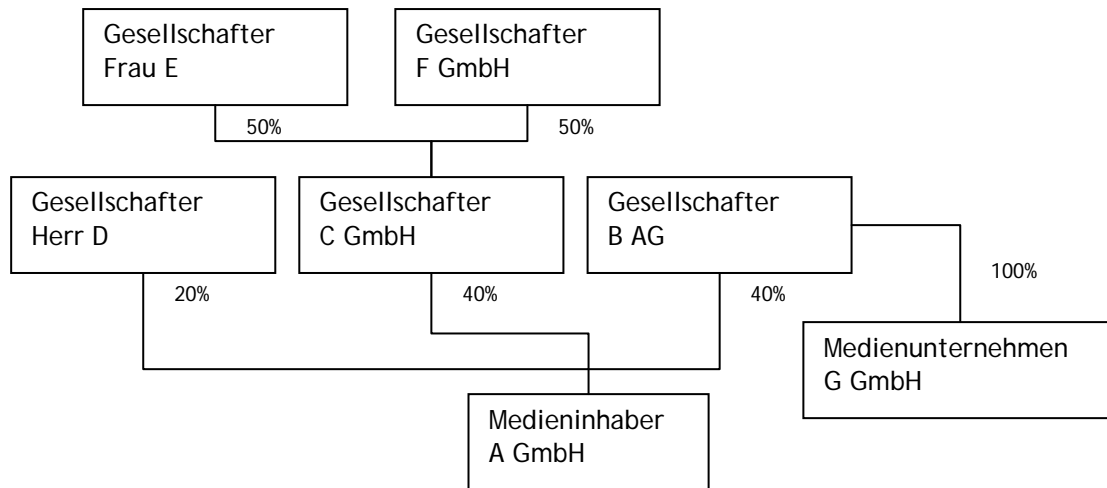 Gesellschafter
Frau E
Gesellschafter
F GmbH
50%
50%
Gesellschafter
Herr D
Gesellschafter
C GmbH
Gesellschafter
B AG
100%
20%
40%
40%
Medienunternehmen
G GmbH
Medieninhaber
A GmbH